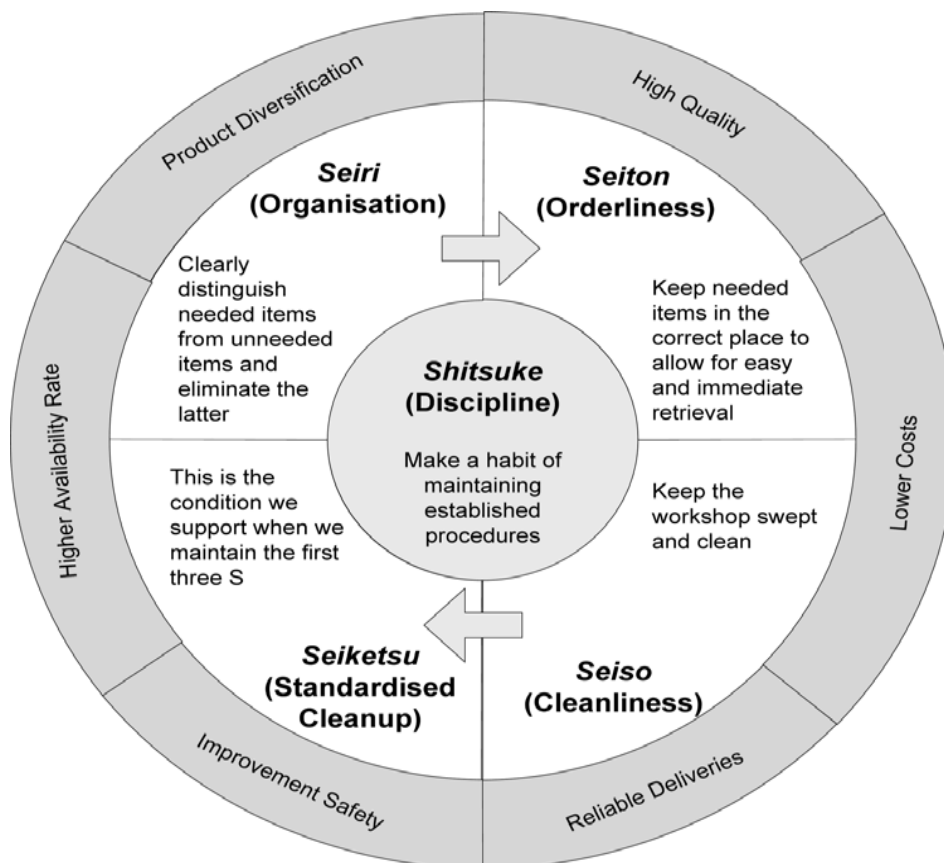 Product Diversification
High Quality
Lower Costs
Reliable Deliveries
Improvement Safety
Higher Availability Rate
Seiri
(Organisation)
Clearly
distinguish
needed items
from unneeded
items and
eliminate the
latter
Seiton
(Orderliness)
Keep needed
items in the
correct place to
allow for easy
and immediate
retrieval
Shitsuke
(Discipline)
Make a habit of
maintaining
established
procedures
This is the
condition we
support when we
maintain the first
three S
Seiketsu
(Standardised
Cleanup)
Keep the
workshop swept
and clean
Seiso
(Cleanliness)